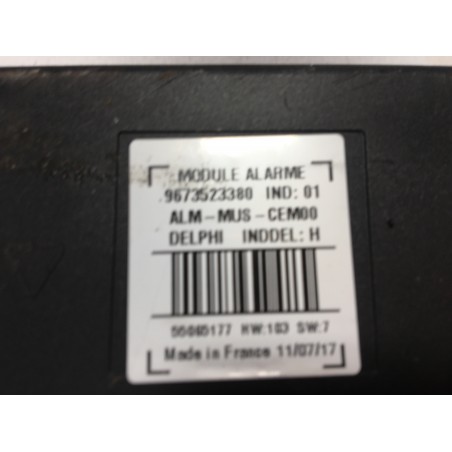 MODULE ALARME
9673523380 IND: 01
ALM-MUS-CEM00
DELPHI INDDEL: H
HW:103 SW:7
Made in France 11/07/17